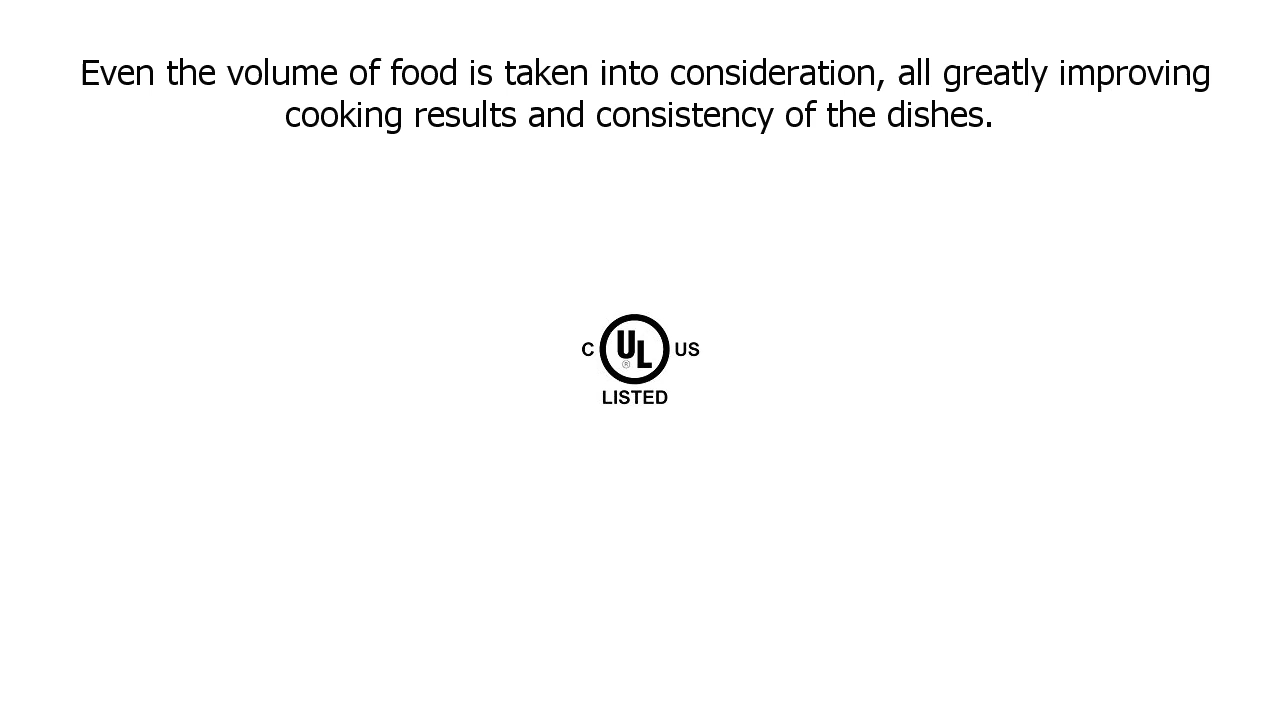 Even the volume of food is taken into consideration, all greatly improving
cooking results and consistency of the dishes.
C UL US
®
LISTED